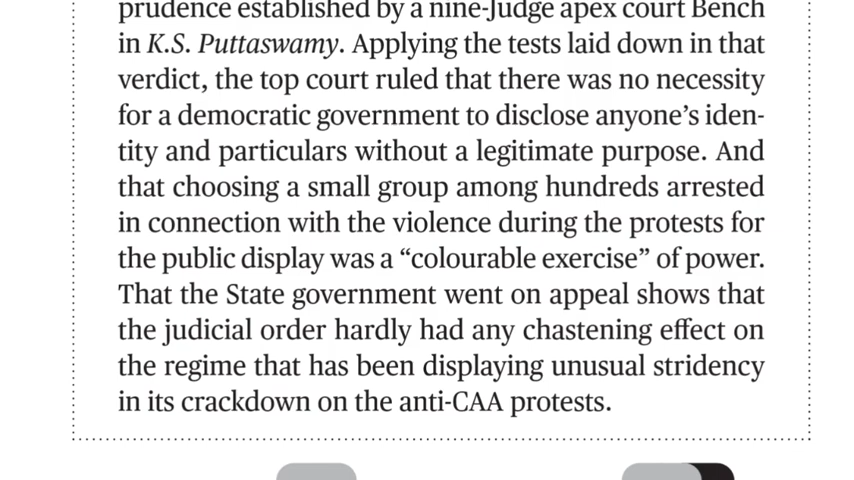 prudence established by a nine-Judge apex court Bench
in K.S. Puttaswamy. Applying the tests laid down in that
verdict, the top court ruled that there was no necessity
for a democratic government to disclose anyone’s iden-
tity and particulars without a legitimate purpose. And
that choosing a small group among hundreds arrested
in connection with the violence during the protests for
the public display was a “colourable exercise” of power.
That the State government went on appeal shows that
the judicial order hardly had any chastening effect on
the regime that has been displaying unusual stridency
in its crackdown on the anti-CAA protests.